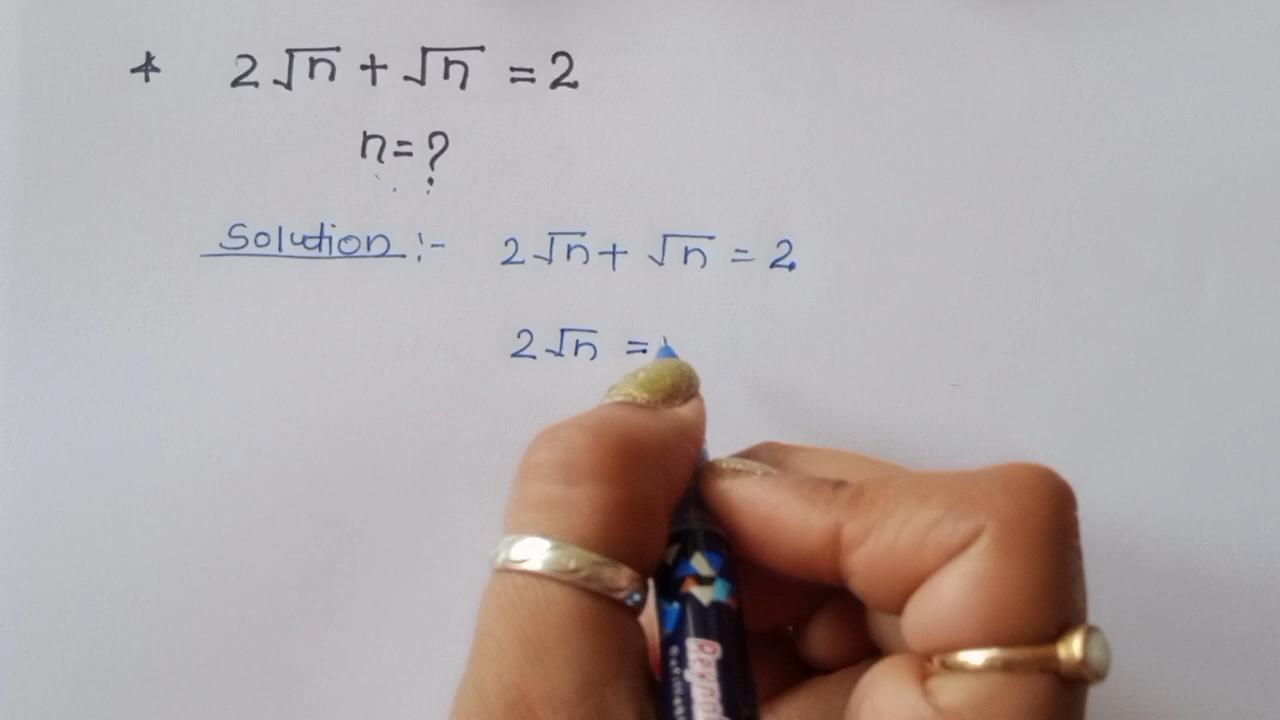 * 2√n + √n = 2
n = ?
Solution :- 2√n + √n = 2
2√n =